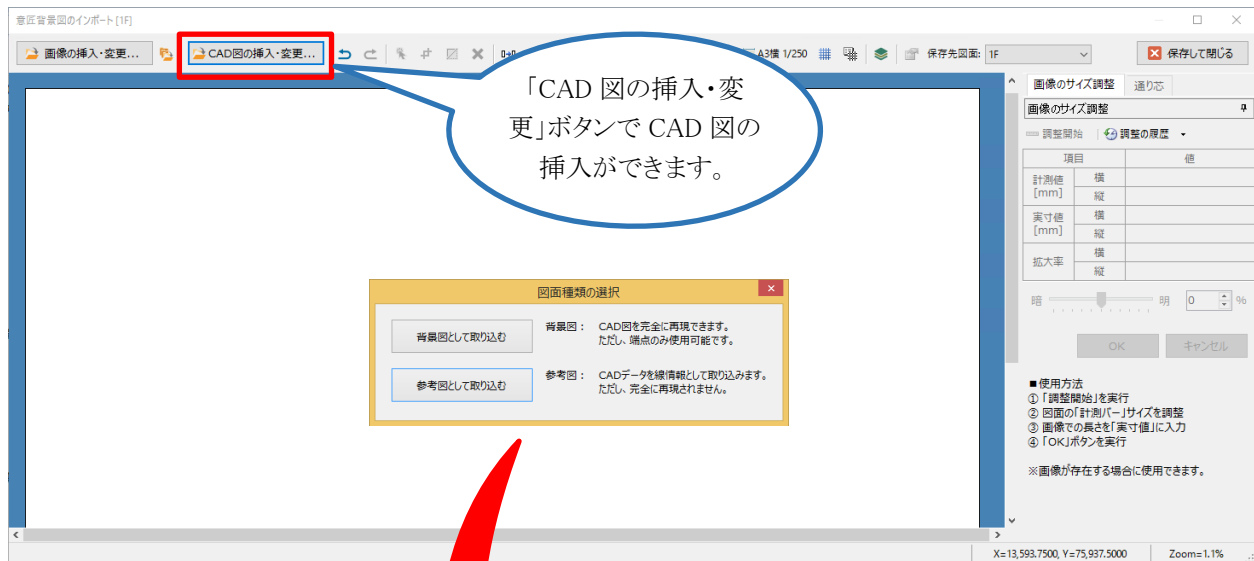 意匠背景図のインポート [1F]
画像の挿入・変更... CAD図の挿入・変更... A3横 1/250 保存先図面: 1F 保存して閉じる
「CAD 図の挿入・変
更」ボタンで CAD 図の
挿入ができます。
画像のサイズ調整 通り芯
画像のサイズ調整
調整開始 調整の履歴
項目 値
計測値 [mm] 横
縦
実寸値 [mm] 横
縦
拡大率 横
縦
暗 明 0 %
OK キャンセル
■使用方法
①「調整開始」を実行
② 図面の「計測バー」サイズを調整
③ 画像での長さを「実寸値」に入力
④「OK」ボタンを実行
※画像が存在する場合に使用できます。
図面種類の選択
背景図として取り込む 背景図： CAD図を完全に再現できます。
ただし、端点のみ使用可能です。
参考図として取り込む 参考図： CADデータを線情報として取り込みます。
ただし、完全に再現されません。
X=13,593.7500, Y=75,937.5000 Zoom=1.1%